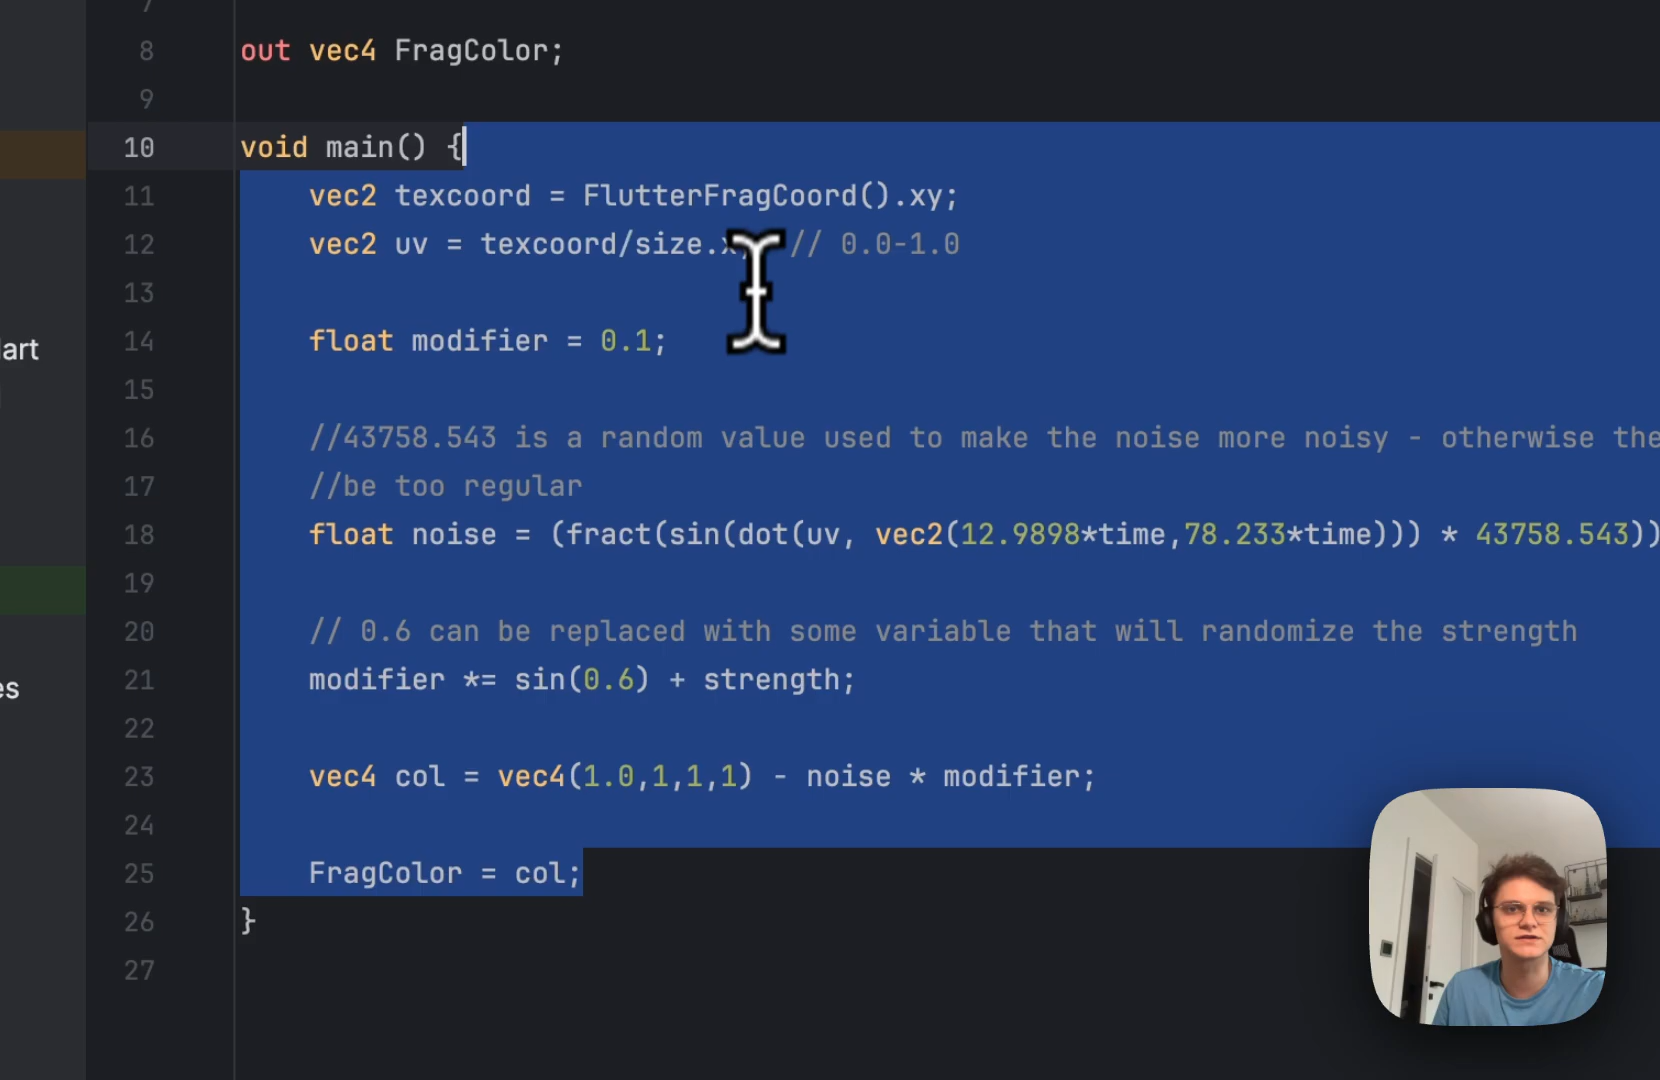 7
8 out vec4 FragColor;
9
10 void main() {
11 vec2 texcoord = FlutterFragCoord().xy;
12 vec2 uv = texcoord/size.x // 0.0-1.0
13
14 float modifier = 0.1;
15
16 //43758.543 is a random value used to make the noise more noisy - otherwise the
17 //be too regular
18 float noise = (fract(sin(dot(uv, vec2(12.9898*time,78.233*time))) * 43758.543))
19
20 // 0.6 can be replaced with some variable that will randomize the strength
21 modifier *= sin(0.6) + strength;
22
23 vec4 col = vec4(1.0,1,1,1) - noise * modifier;
24
25 FragColor = col;
26 }
27